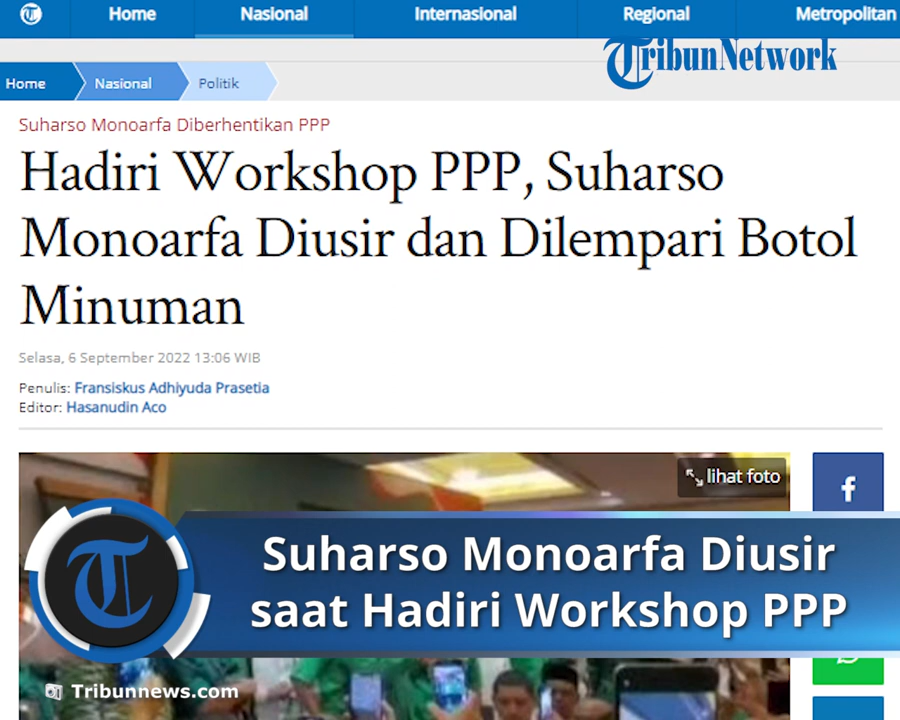 Home Nasional Internasional Regional Metropolitan
TribunNetwork
Home Nasional Politik
Suharso Monoarfa Diberhentikan PPP
Hadiri Workshop PPP, Suharso
Monoarfa Diusir dan Dilempari Botol
Minuman
Selasa, 6 September 2022 13:06 WIB
Penulis: Fransiskus Adhiyuda Prasetia
Editor: Hasanudin Aco
lihat foto
f
Suharso Monoarfa Diusir
saat Hadiri Workshop PPP
Tribunnews.com